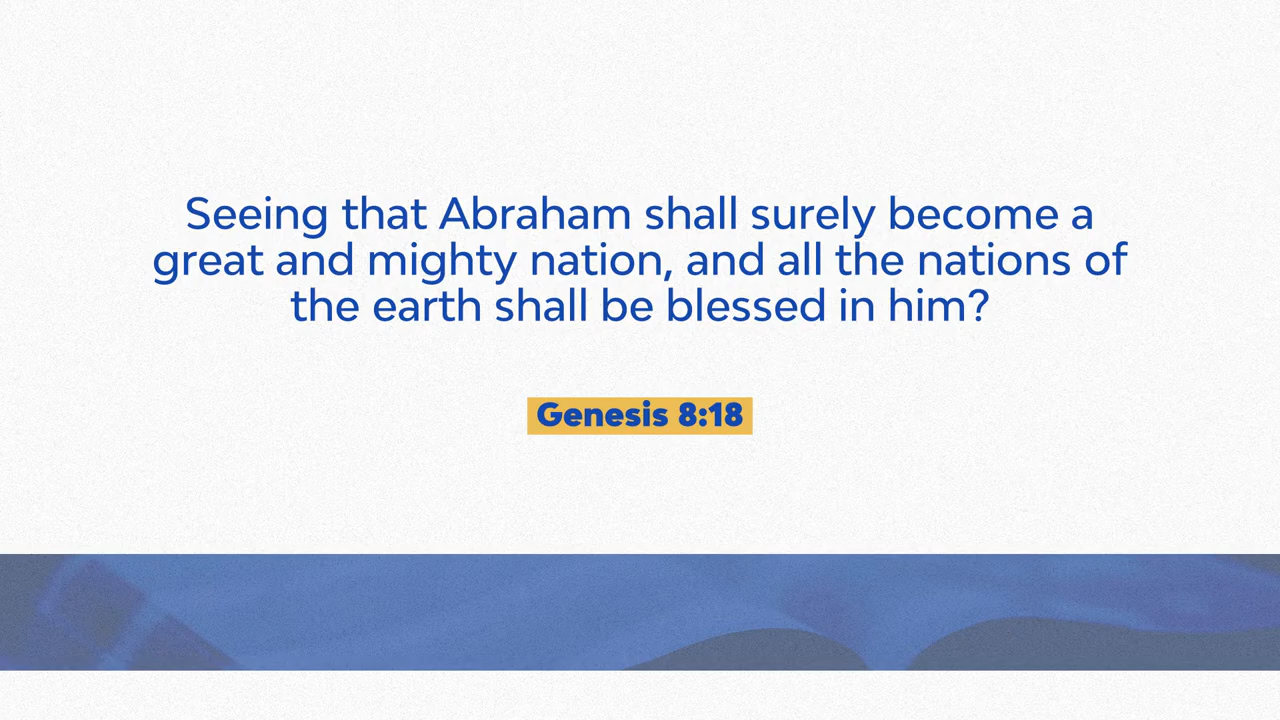 Seeing that Abraham shall surely become a
great and mighty nation, and all the nations of
the earth shall be blessed in him?
Genesis 8:18